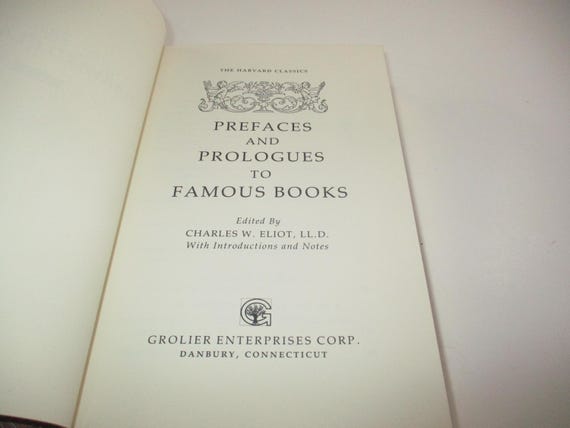 THE HARVARD CLASSICS
PREFACES
AND
PROLOGUES
TO
FAMOUS BOOKS
Edited By
CHARLES W. ELIOT, LL.D.
With Introductions and Notes
G
GROLIER ENTERPRISES CORP.
DANBURY, CONNECTICUT